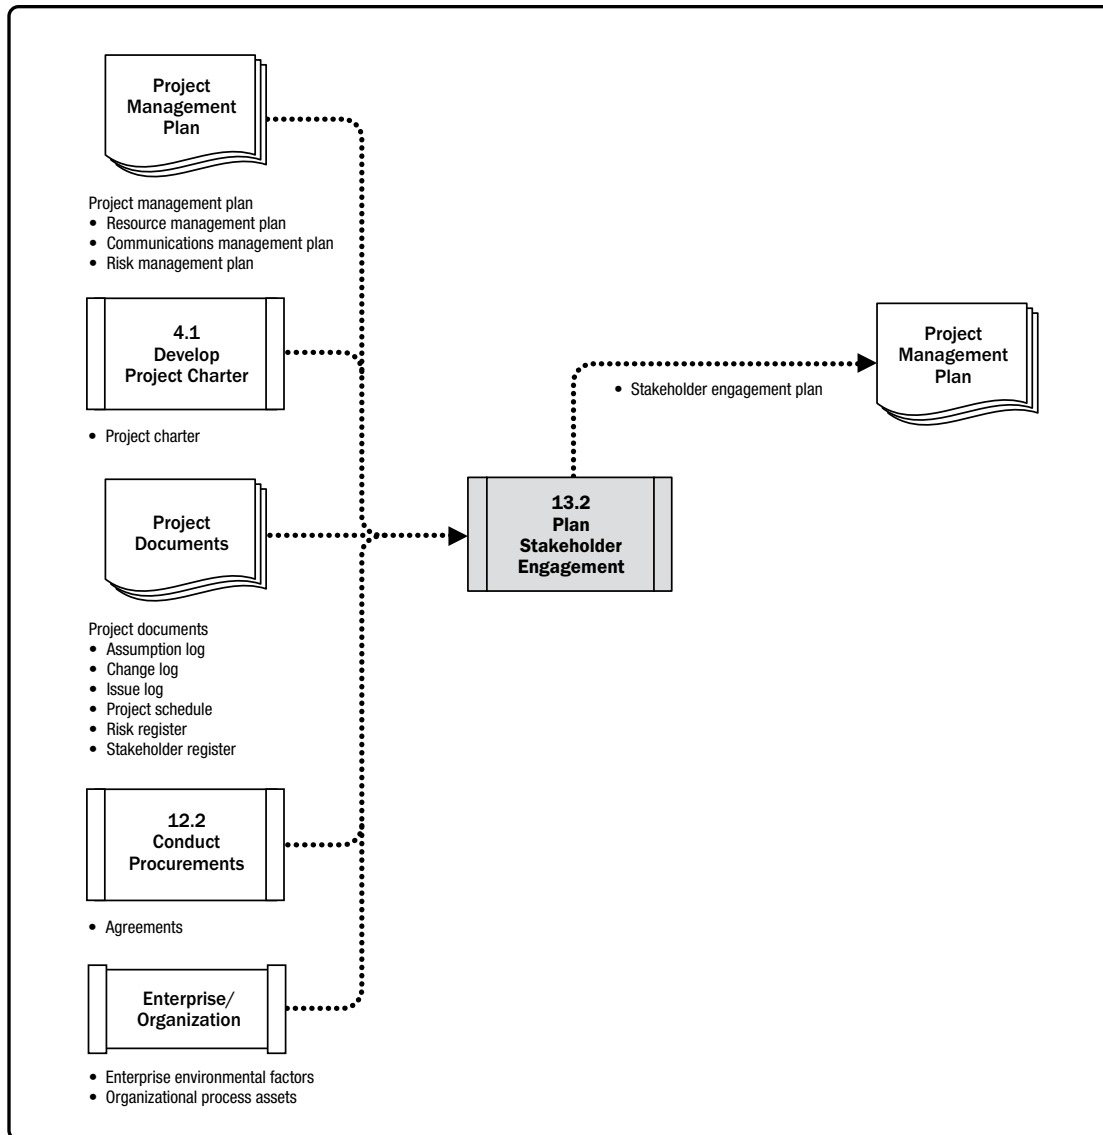 Project
Management
Plan
Project management plan
• Resource management plan
• Communications management plan
• Risk management plan
4.1
Develop
Project Charter
• Project charter
Project
Documents
Project documents
• Assumption log
• Change log
• Issue log
• Project schedule
• Risk register
• Stakeholder register
12.2
Conduct
Procurements
• Agreements
Enterprise/
Organization
• Enterprise environmental factors
• Organizational process assets
13.2
Plan
Stakeholder
Engagement
• Stakeholder engagement plan
Project
Management
Plan